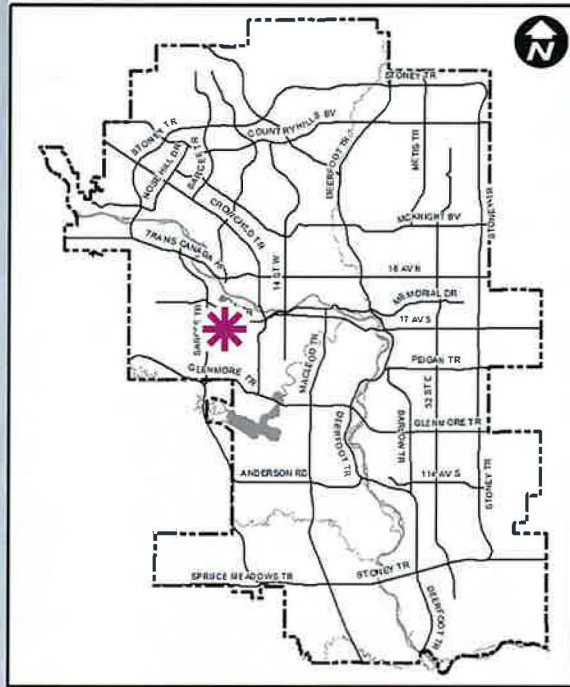 N
STONEY TR
STONEY TR
COUNTRY HILLS BV
NOSE HILL DR
SARCEE TR
DEERFOOT TR
METIS TR
STONEY TR
CROWCHILD TR
MCKNIGHT BV
TRANS CANADA
14 ST W
16 AV N
MEMORIAL DR
17 AV S
SARCEE TR
MACLEOD TR
PEIGAN TR
GLENMORE TR
52 ST E
DEERFOOT TR
BARLOW TR
GLENMORE TR
ANDERSON RD
114 AV S
STONEY TR
STONEY TR
SPRUCE MEADOWS TR
DEERFOOT TR